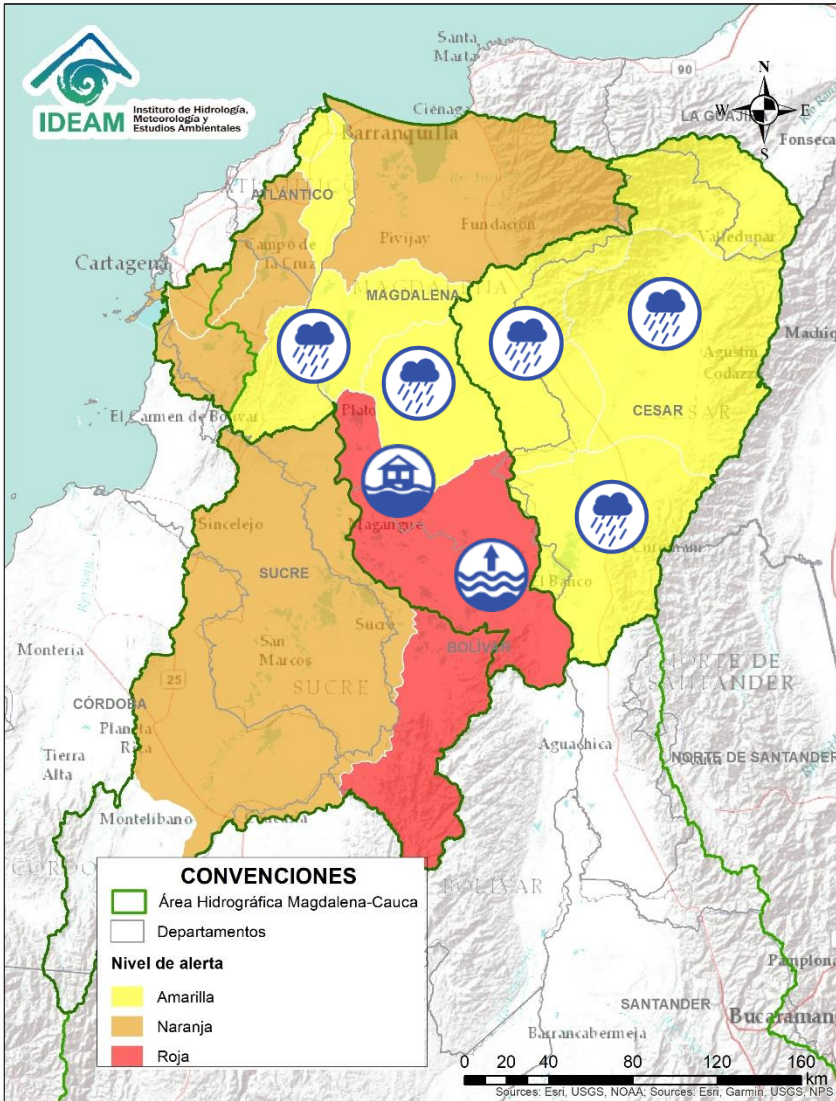 IDEAM
Instituto de Hidrología,
Meteorología y
Estudios Ambientales
N
W
E
S
Santa
Marta
90
LA GUAJIR
Fonseca
Ciénaga
Barranquilla
ATLÁNTICO
Campo de
la Cruz
Pivijay
Fundación
Valledupar
Cartagena
MAGDALENA
Agustín
Codazzi
El Carmen de Bolívar
Plato
CESAR
Sincelejo
Magangué
SUCRE
El Banco
Montería
San
Marcos
Sucre
BOLÍVAR
SUCRE
25
CÓRDOBA
Planeta
Rica
Tierra
Alta
NORTE DE
SANTANDER
Aguachica
NORTE DE SANTANDER
Montelíbano
BOLÍVAR
Pamplona
SANTANDER
Barrancabermeja
CONVENCIONES
Área Hidrográfica Magdalena-Cauca
Departamentos
Nivel de alerta
Amarilla
Naranja
Roja
0 20 40 80 120 160
km
Sources: Esri, USGS, NOAA; Sources: Esri, Garmin, USGS, NPS